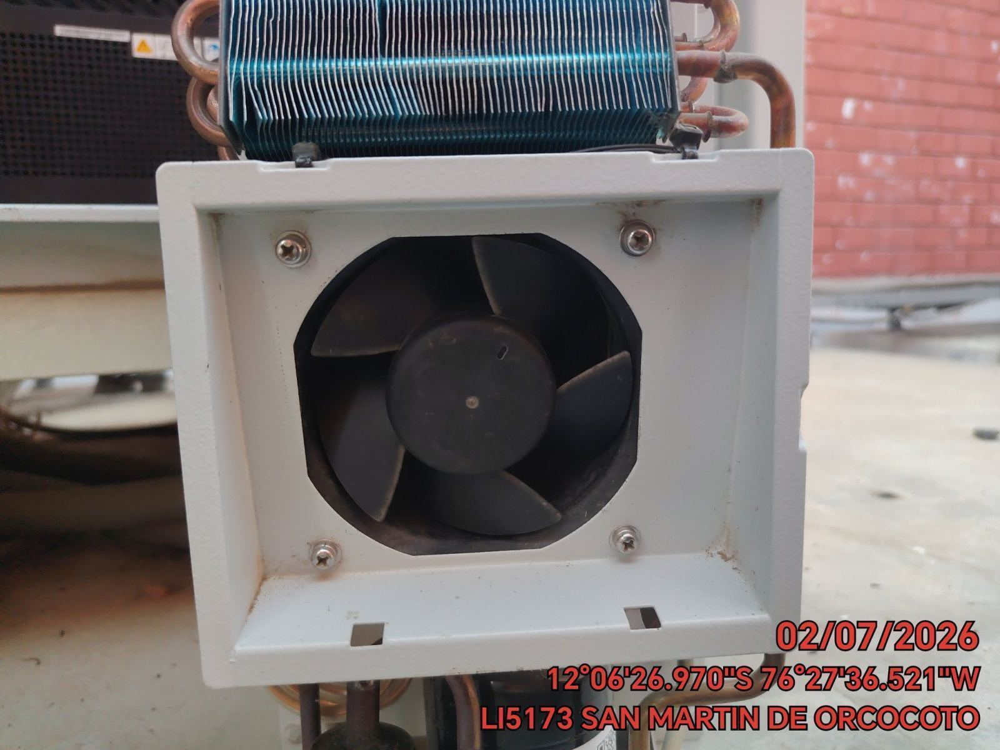 02/07/2026
12°06'26.970"S 76°27'36.521"W
LI5173 SAN MARTIN DE ORCOCOTO